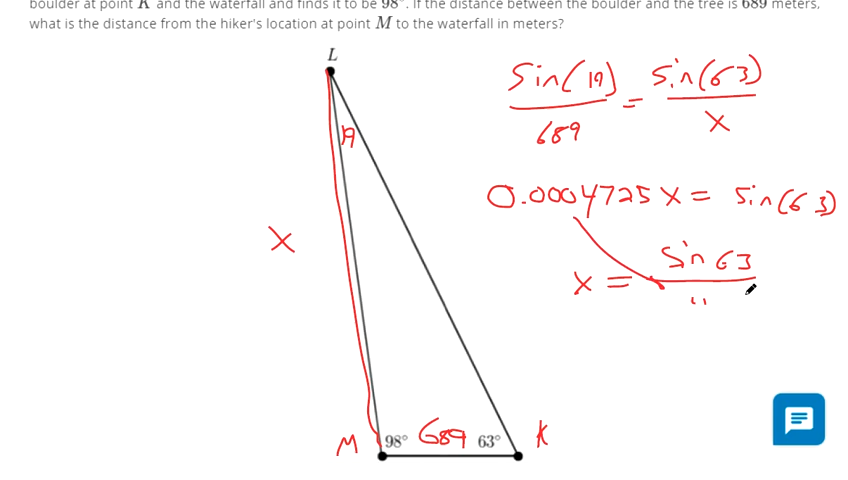 boulder at point K and the waterfall and finds it to be 98°. If the distance between the boulder and the tree is 689 meters,
what is the distance from the hiker's location at point M to the waterfall in meters?
L
19
X
M 98° 689 63° K
Sin(19) = Sin(63)
689 X
0.0004725 X = Sin(63)
Sin 63
X =
"